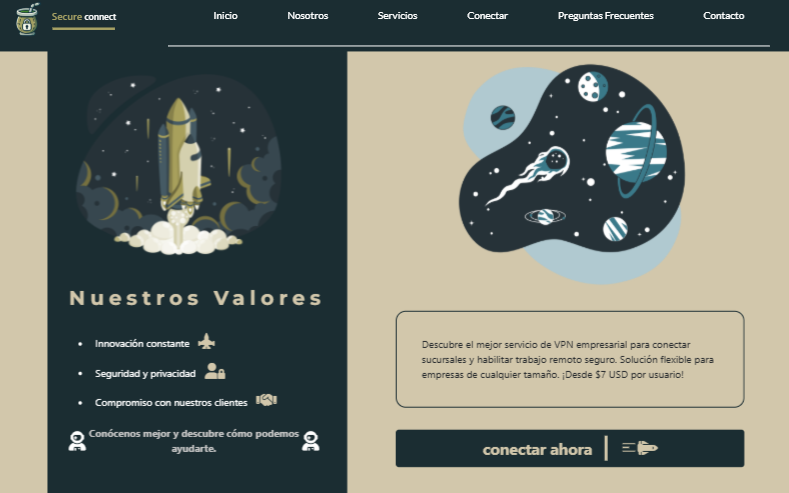 Secure connect
Inicio
Nosotros
Servicios
Conectar
Preguntas Frecuentes
Contacto
Nuestros Valores
Innovación constante
Seguridad y privacidad
Compromiso con nuestros clientes
Conócenos mejor y descubre cómo podemos
ayudarte.
Descubre el mejor servicio de VPN empresarial para conectar
sucursales y habilitar trabajo remoto seguro. Solución flexible para
empresas de cualquier tamaño. ¡Desde $7 USD por usuario!
conectar ahora